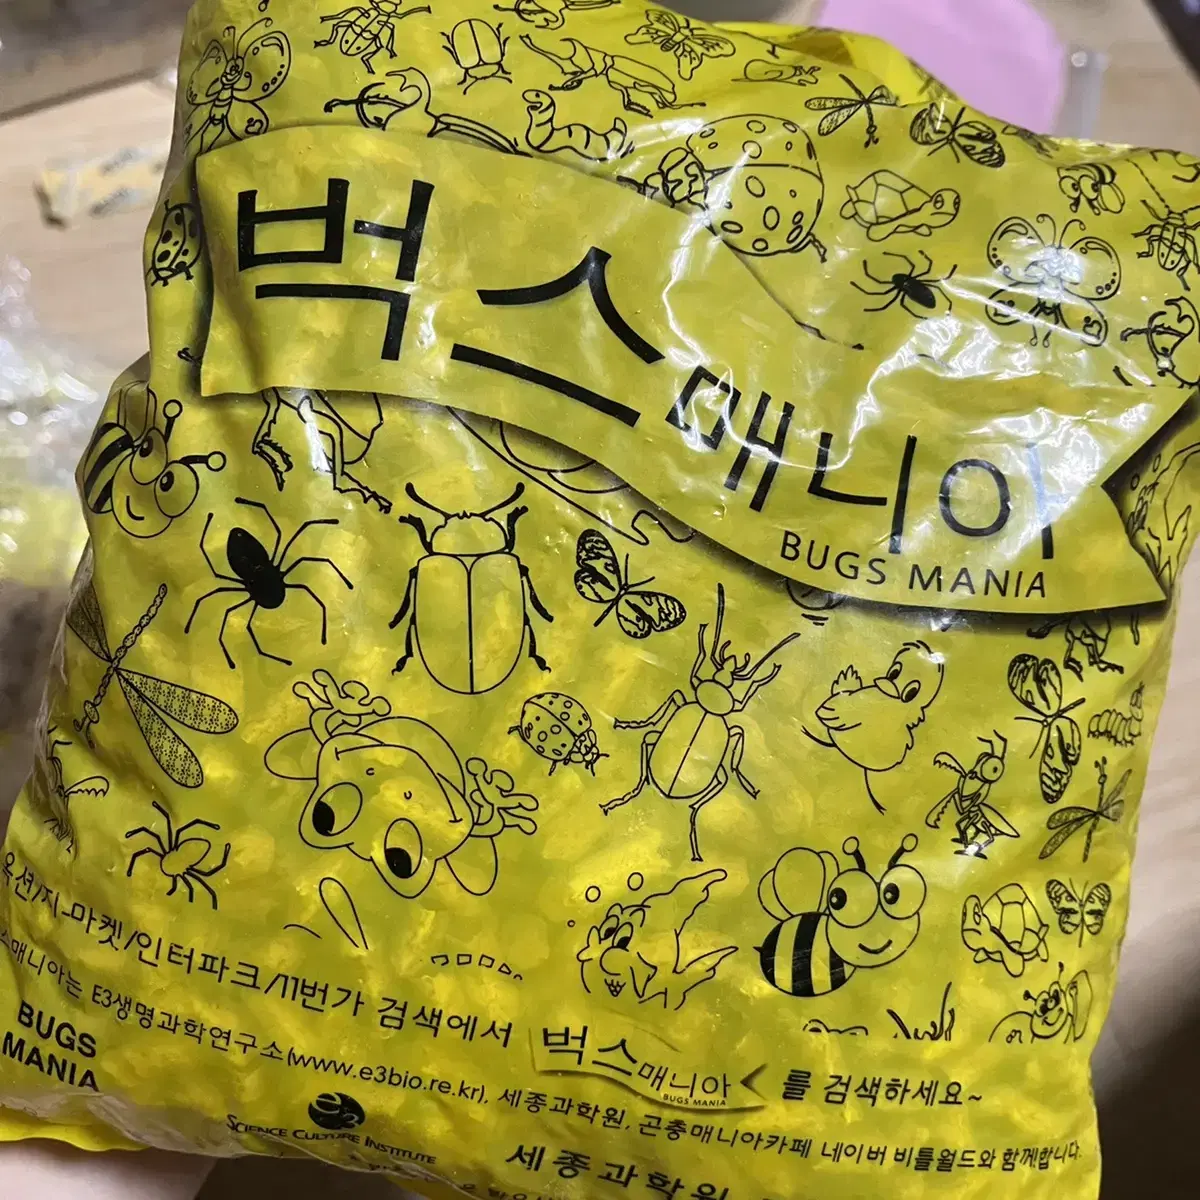 벅스매니아
BUGS MANIA
옥션/지-마켓/인터파크/11번가 검색에서 벅스매니아 BUGS MANIA 를 검색하세요~
스매니아는 E3생명과학연구소(www.e3bio.re.kr), 세종과학원, 곤충매니아카페 네이버 비틀월드와 함께합니다.
BUGS
MANIA
SCIENCE CULTURE INSTITUTE
세종과학원